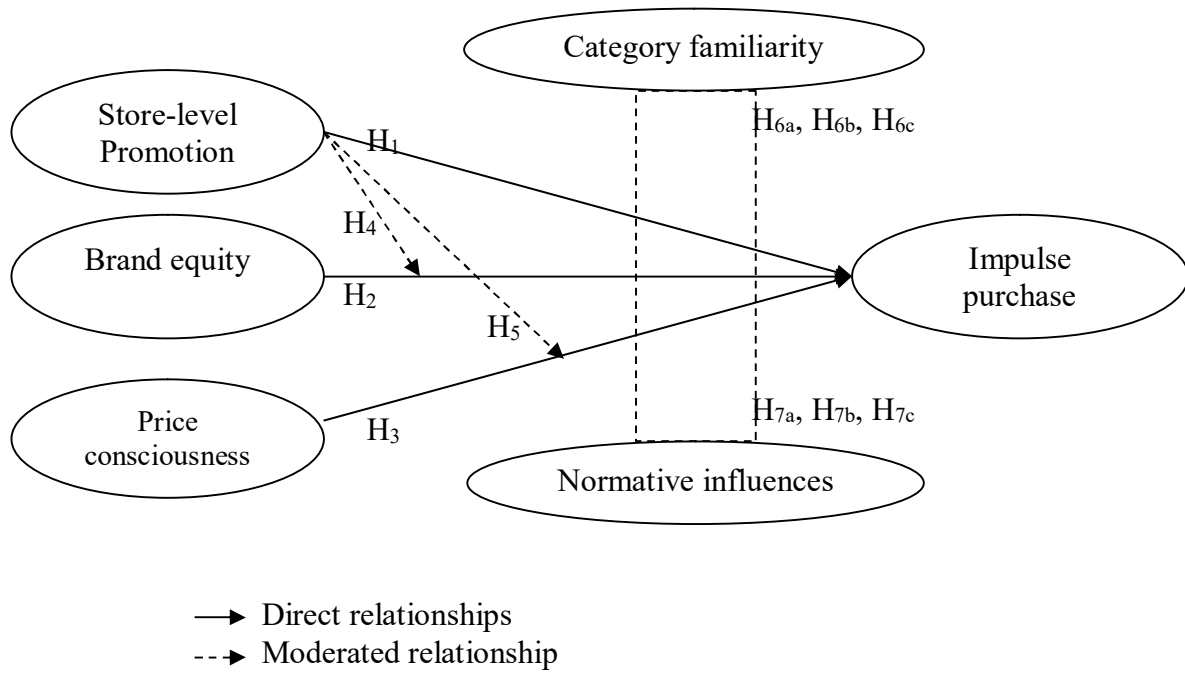 Category familiarity
Store-level
Promotion
H6a, H6b, H6c
H1
H4
Brand equity
Impulse
purchase
H2
H5
Price
consciousness
H3
H7a, H7b, H7c
Normative influences
Direct relationships
Moderated relationship